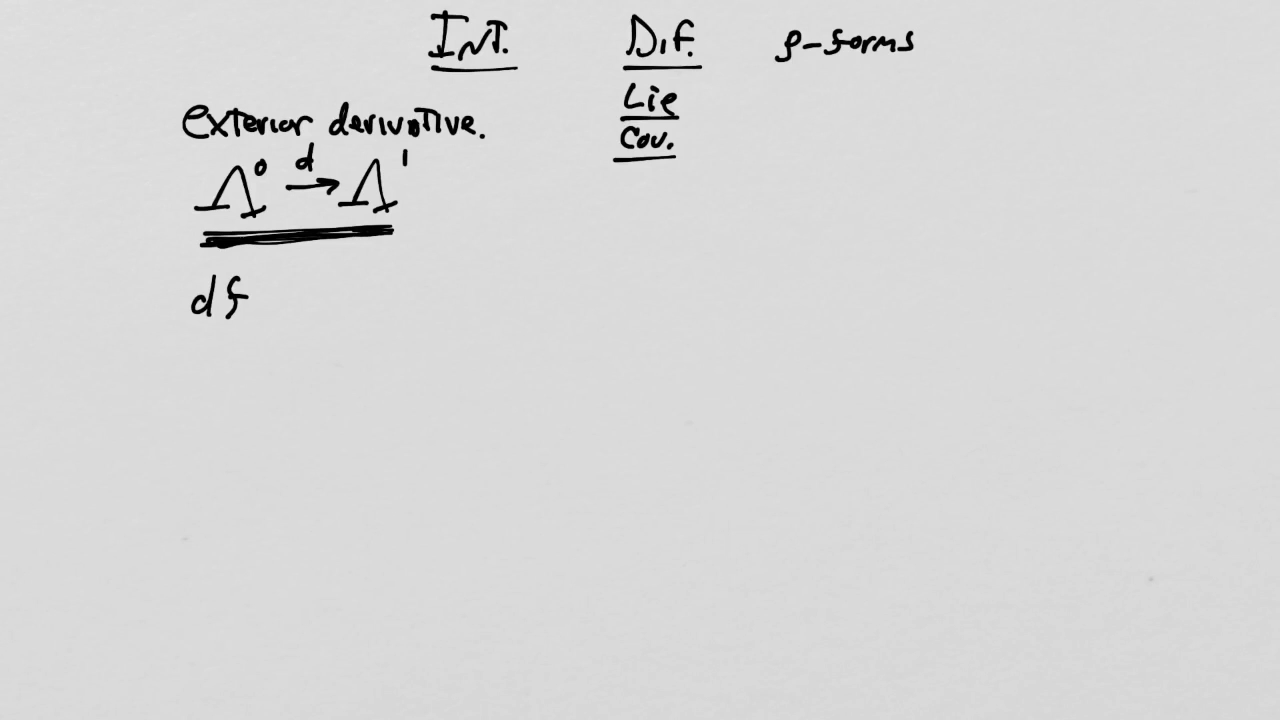 INT. Dif. p-forms
Lie
exterior derivative.
Cov.
Λ⁰ d→ Λ¹
df